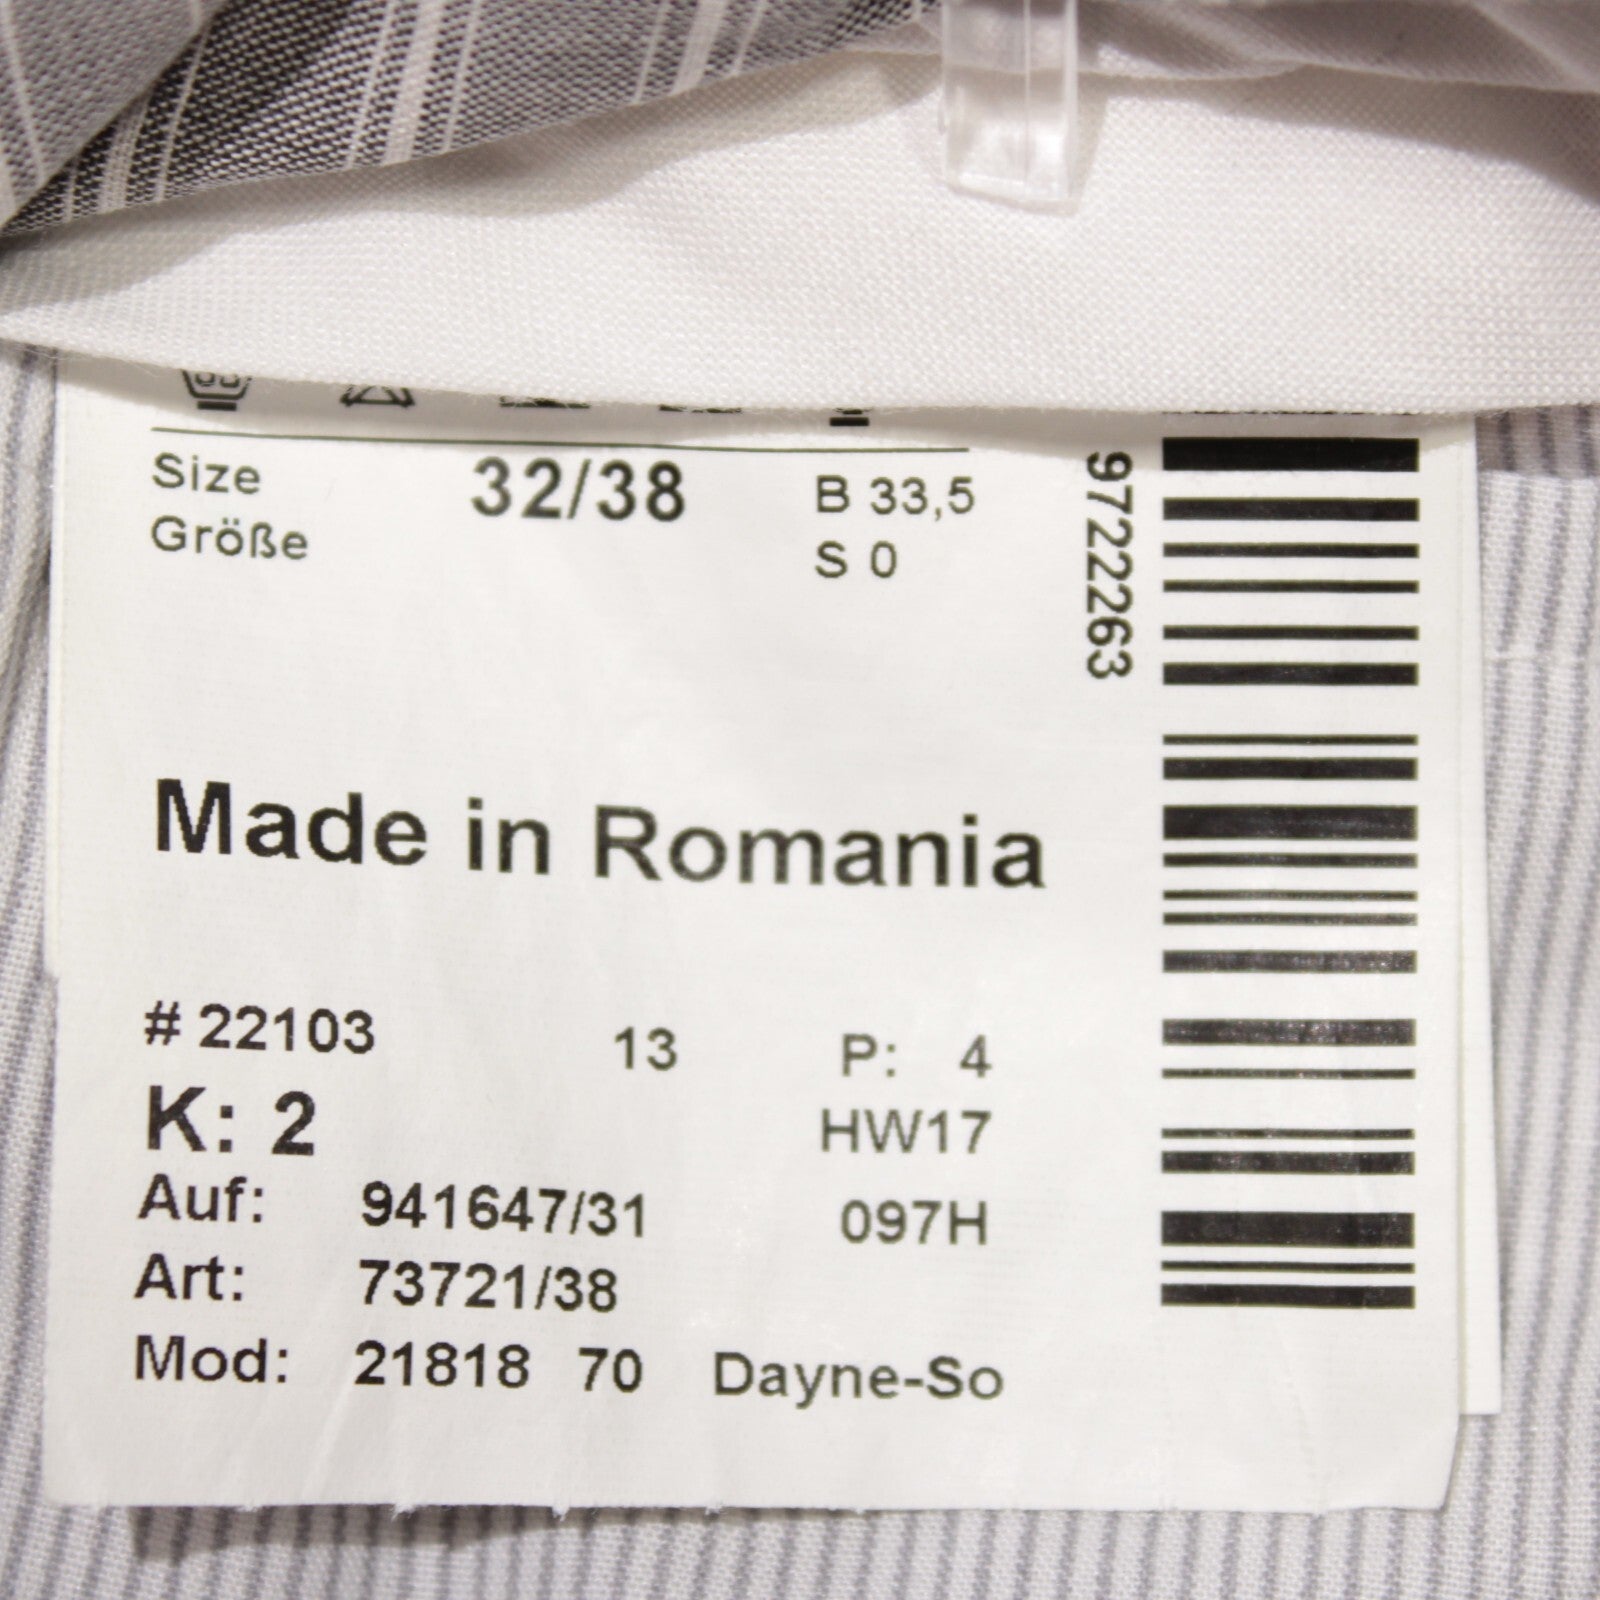 Size 32/38 B 33,5
Größe S 0
9722263
Made in Romania
# 22103 13 P: 4
K: 2 HW17
Auf: 941647/31 097H
Art: 73721/38
Mod: 21818 70 Dayne-So